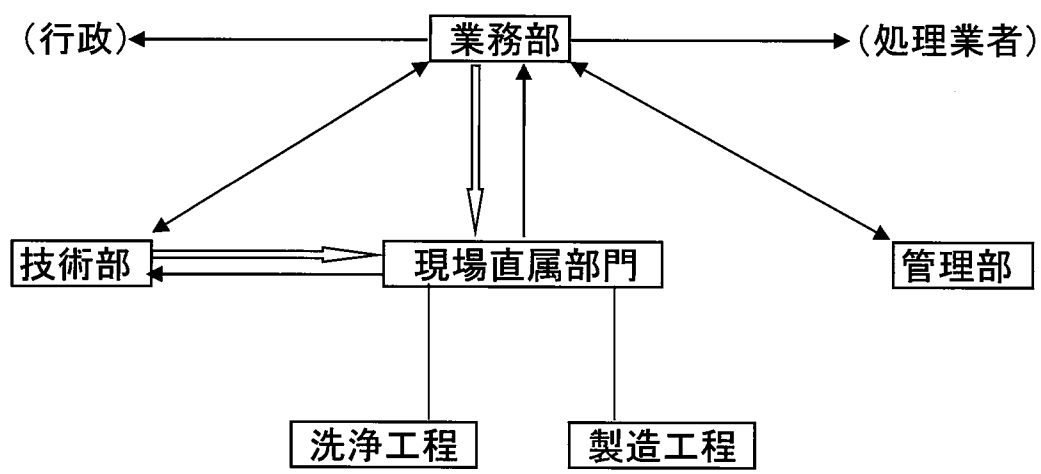 (行政)
業務部
(処理業者)
技術部
現場直属部門
管理部
洗浄工程
製造工程